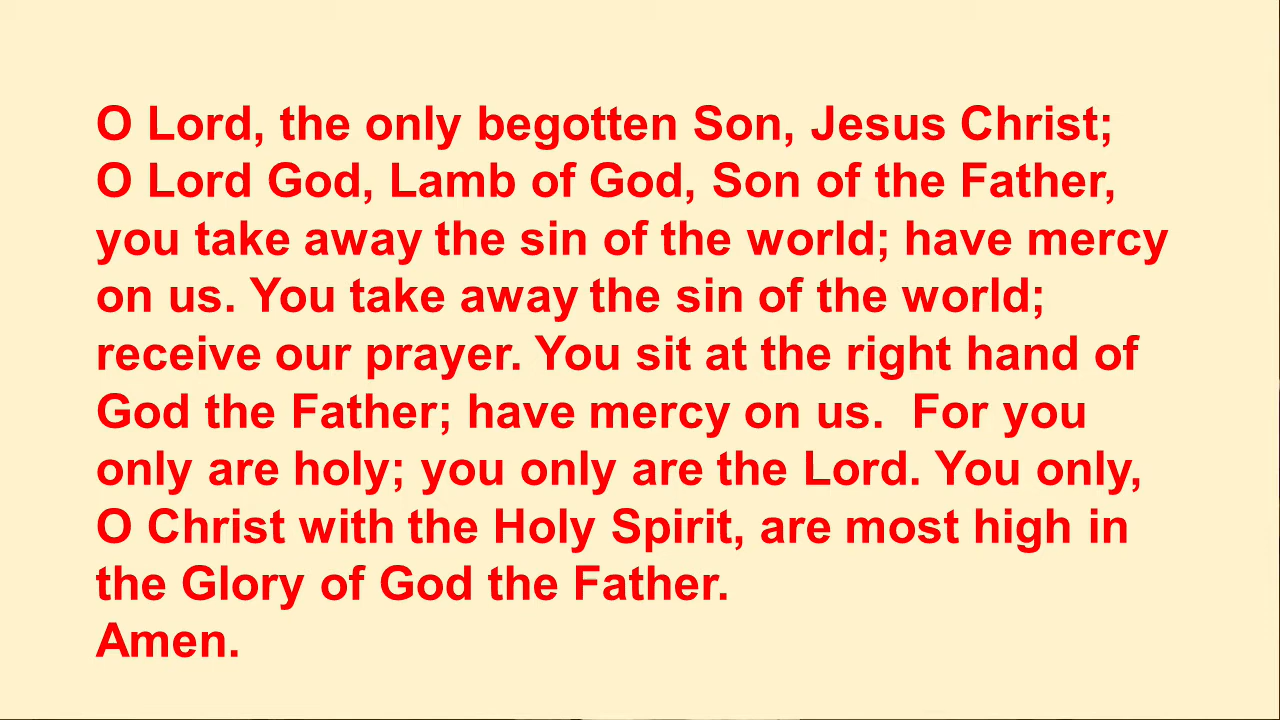 O Lord, the only begotten Son, Jesus Christ;
O Lord God, Lamb of God, Son of the Father,
you take away the sin of the world; have mercy
on us. You take away the sin of the world;
receive our prayer. You sit at the right hand of
God the Father; have mercy on us.  For you
only are holy; you only are the Lord. You only,
O Christ with the Holy Spirit, are most high in
the Glory of God the Father.
Amen.